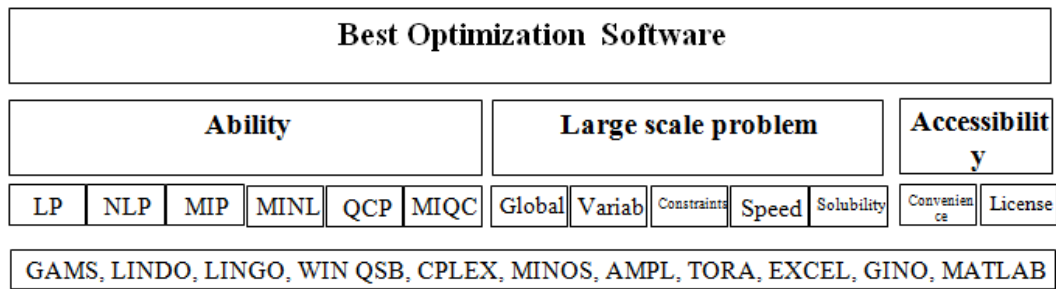 Best Optimization Software
Ability
Large scale problem
Accessibilit
y
LP
NLP
MIP
MINL
QCP
MIQC
Global
Variab
Constraints
Speed
Solubility
Convenien
ce
License
GAMS, LINDO, LINGO, WIN QSB, CPLEX, MINOS, AMPL, TORA, EXCEL, GINO, MATLAB